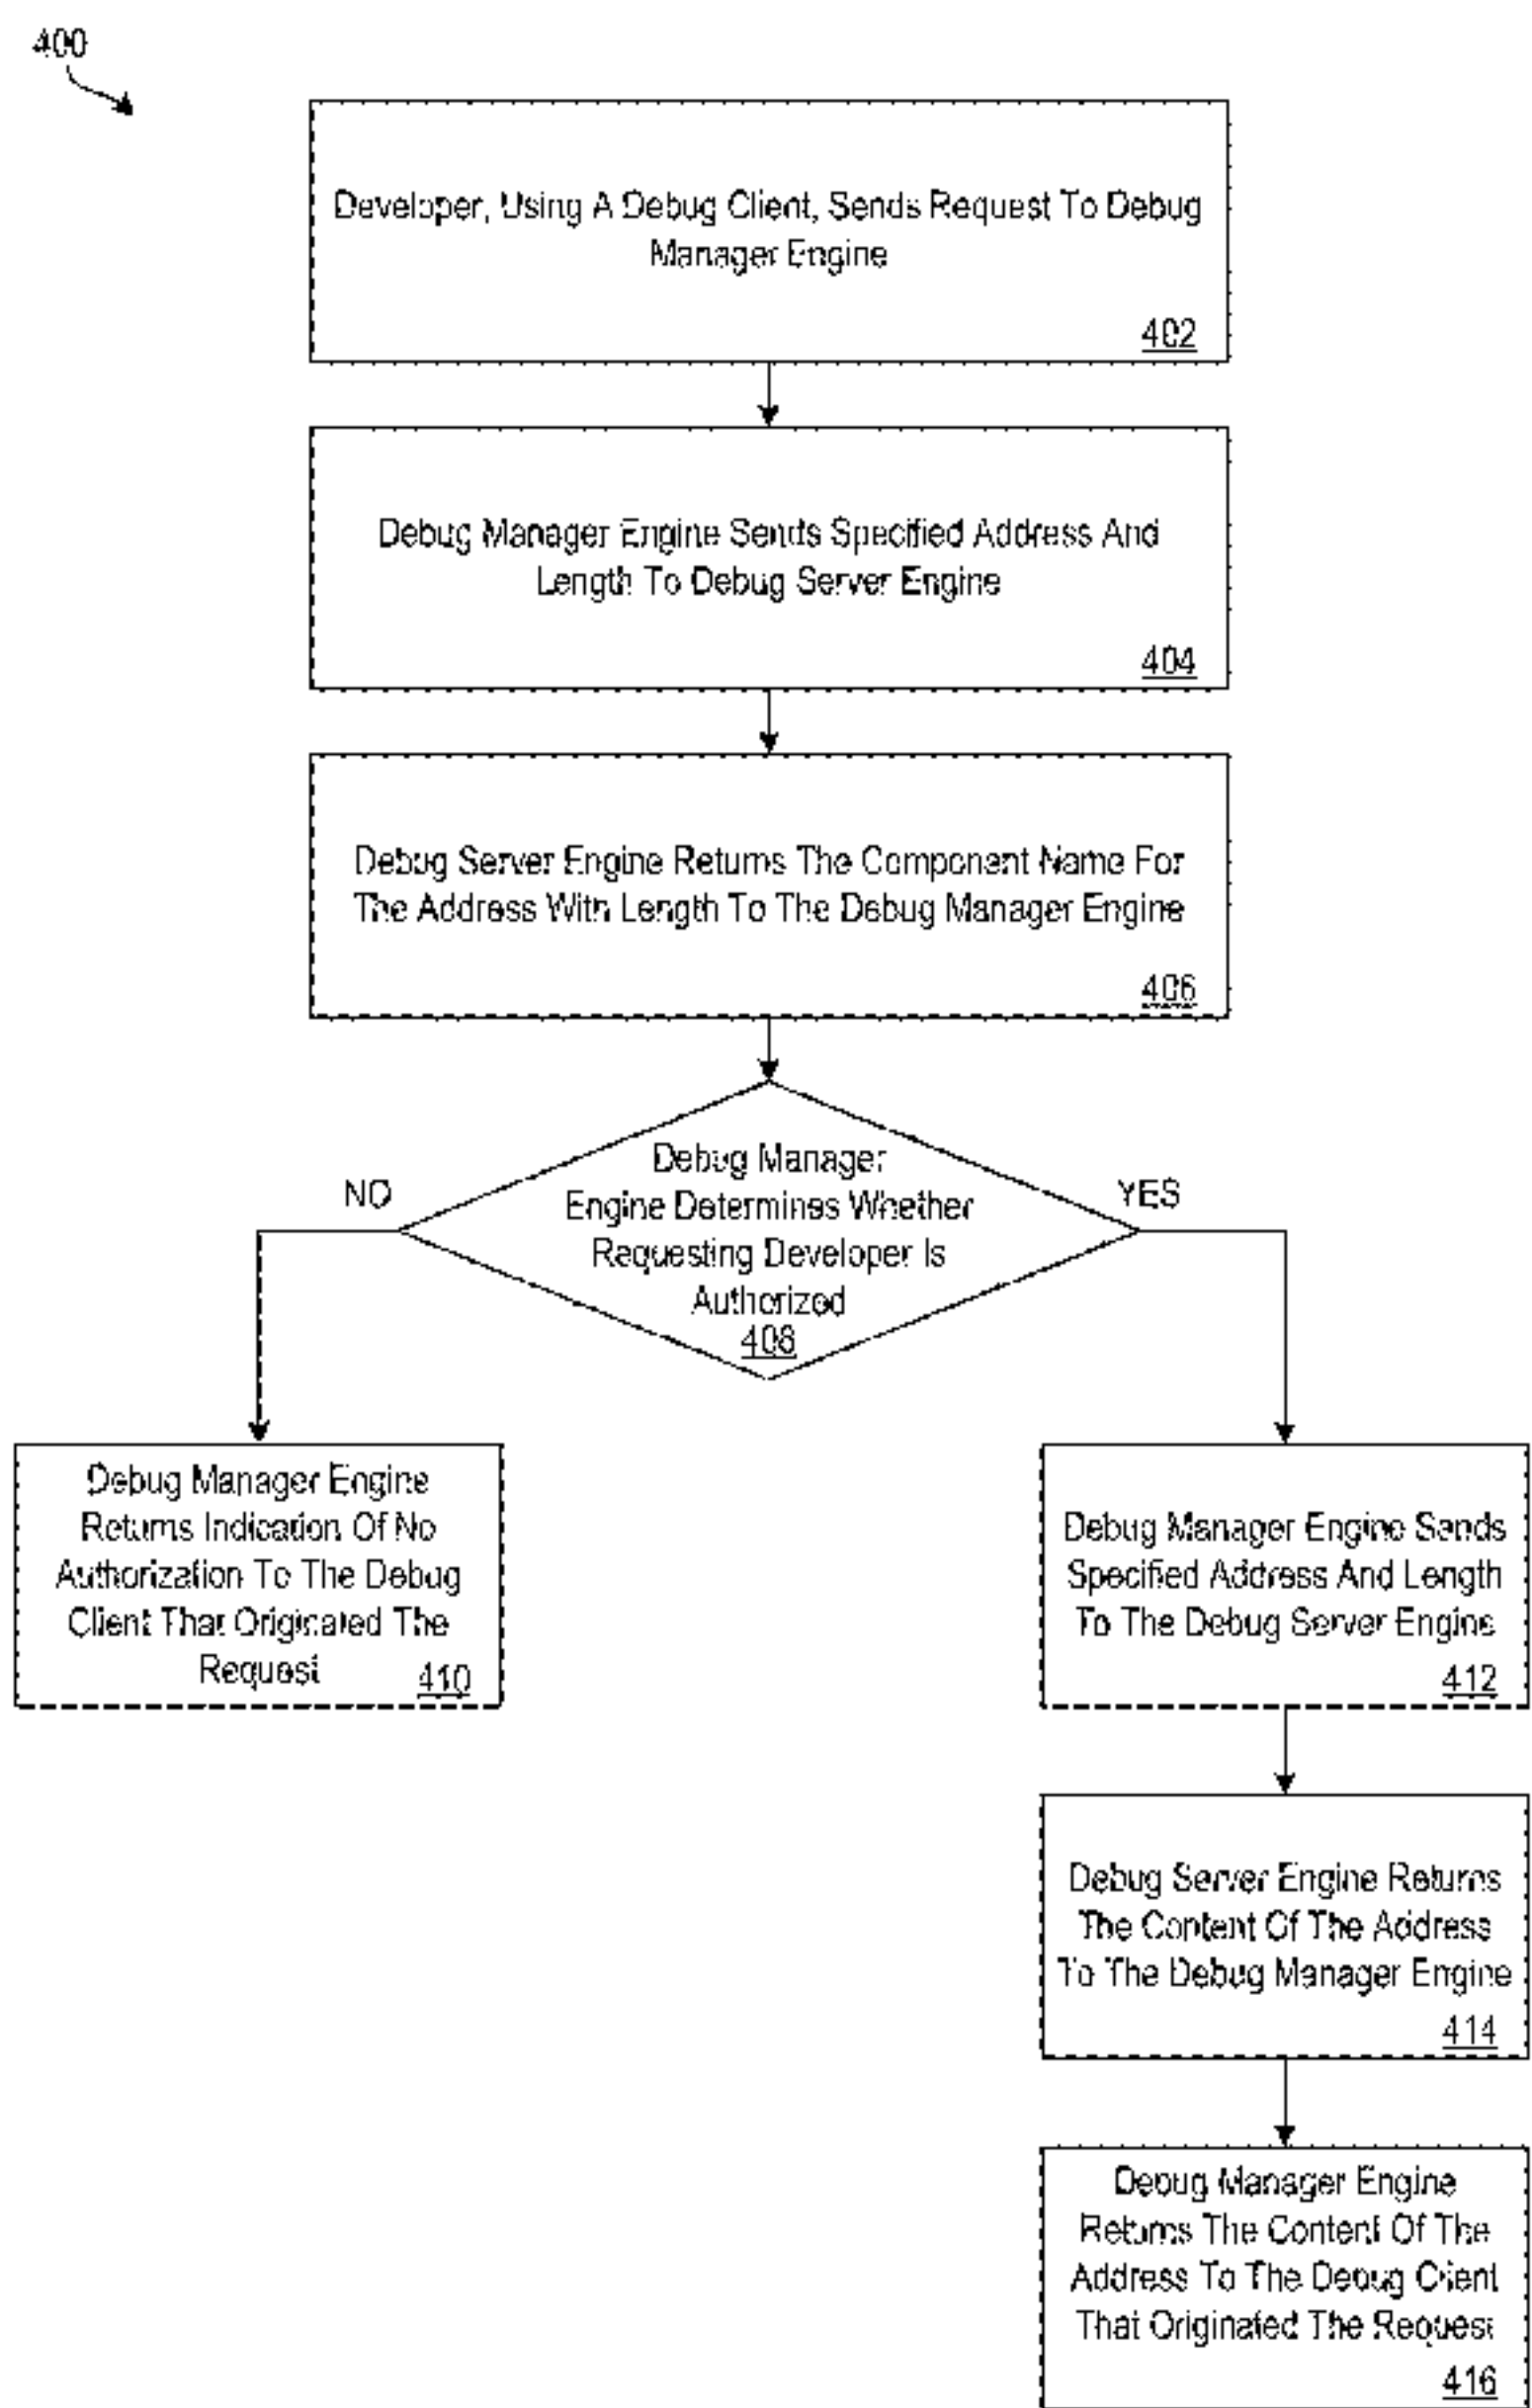 400
Developer, Using A Debug Client, Sends Request To Debug
Manager Engine
402
Debug Manager Engine Sends Specified Address And
Length To Debug Server Engine
404
Debug Server Engine Returns The Component Name For
The Address With Length To The Debug Manager Engine
406
Debug Manager
Engine Determines Whether
Requesting Developer Is
Authorized
408
NO
YES
Debug Manager Engine
Returns Indication Of No
Authorization To The Debug
Client That Originated The
Request
410
Debug Manager Engine Sends
Specified Address And Length
To The Debug Server Engine
412
Debug Server Engine Returns
The Content Of The Address
To The Debug Manager Engine
414
Debug Manager Engine
Returns The Content Of The
Address To The Debug Client
That Originated The Request
416